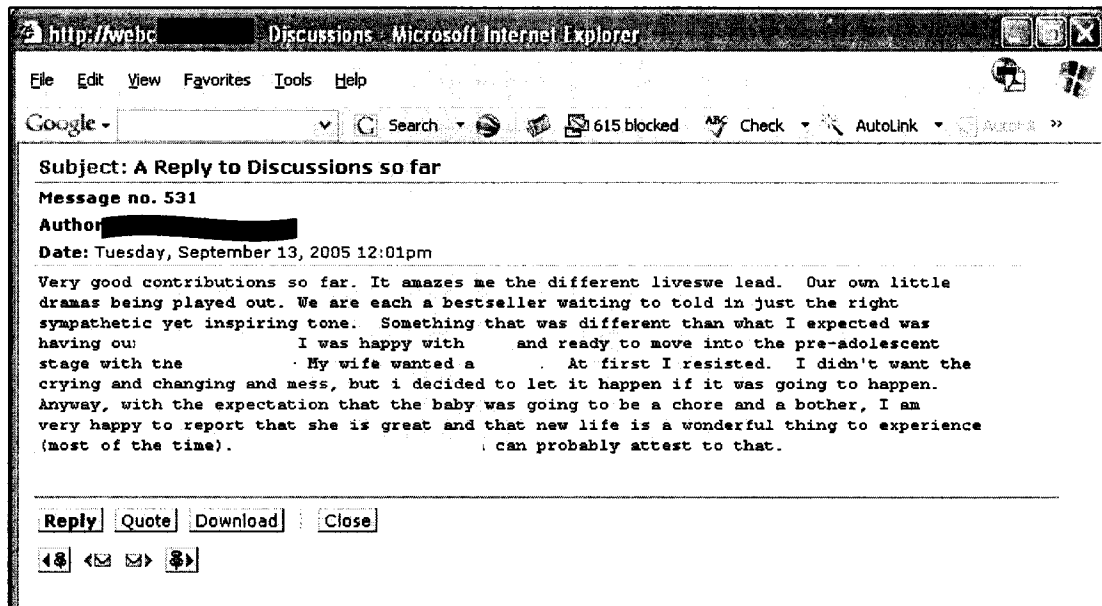 http://webc Discussions - Microsoft Internet Explorer
File Edit View Favorites Tools Help
Google Search 615 blocked ABC Check AutoLink AutoFill »
Subject: A Reply to Discussions so far
Message no. 531
Author
Date: Tuesday, September 13, 2005 12:01pm
Very good contributions so far. It amazes me the different liveswe lead. Our own little
dramas being played out. We are each a bestseller waiting to told in just the right
sympathetic yet inspiring tone. Something that was different than what I expected was
having our I was happy with and ready to move into the pre-adolescent
stage with the My wife wanted a . At first I resisted. I didn't want the
crying and changing and mess, but i decided to let it happen if it was going to happen.
Anyway, with the expectation that the baby was going to be a chore and a bother, I am
very happy to report that she is great and that new life is a wonderful thing to experience
(most of the time). can probably attest to that.
Reply Quote Download Close